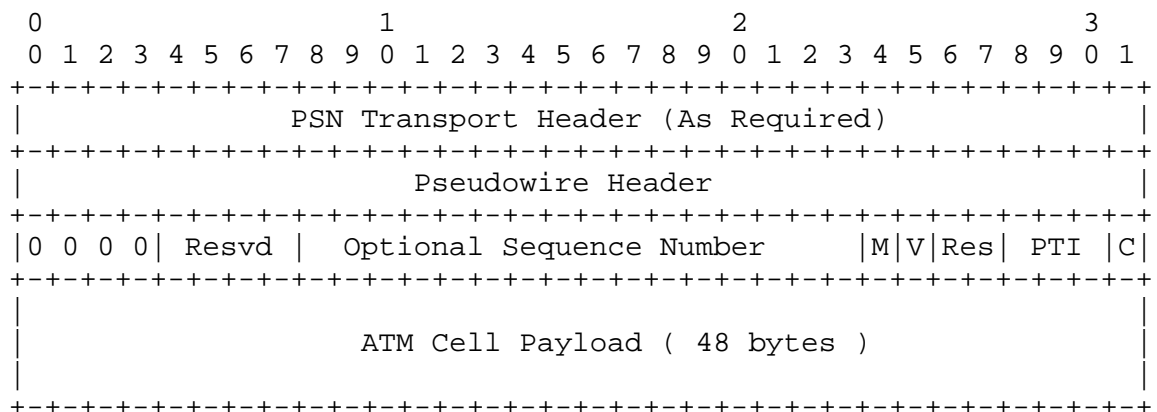 0                   1                   2                   3
 0 1 2 3 4 5 6 7 8 9 0 1 2 3 4 5 6 7 8 9 0 1 2 3 4 5 6 7 8 9 0 1
+-+-+-+-+-+-+-+-+-+-+-+-+-+-+-+-+-+-+-+-+-+-+-+-+-+-+-+-+-+-+-+-+
|               PSN Transport Header (As Required)              |
+-+-+-+-+-+-+-+-+-+-+-+-+-+-+-+-+-+-+-+-+-+-+-+-+-+-+-+-+-+-+-+-+
|                      Pseudowire Header                        |
+-+-+-+-+-+-+-+-+-+-+-+-+-+-+-+-+-+-+-+-+-+-+-+-+-+-+-+-+-+-+-+-+
|0 0 0 0| Resvd |  Optional Sequence Number     |M|V|Res| PTI |C|
+-+-+-+-+-+-+-+-+-+-+-+-+-+-+-+-+-+-+-+-+-+-+-+-+-+-+-+-+-+-+-+-+
|                                                               |
|                   ATM Cell Payload ( 48 bytes )               |
|                                                               |
+-+-+-+-+-+-+-+-+-+-+-+-+-+-+-+-+-+-+-+-+-+-+-+-+-+-+-+-+-+-+-+-+